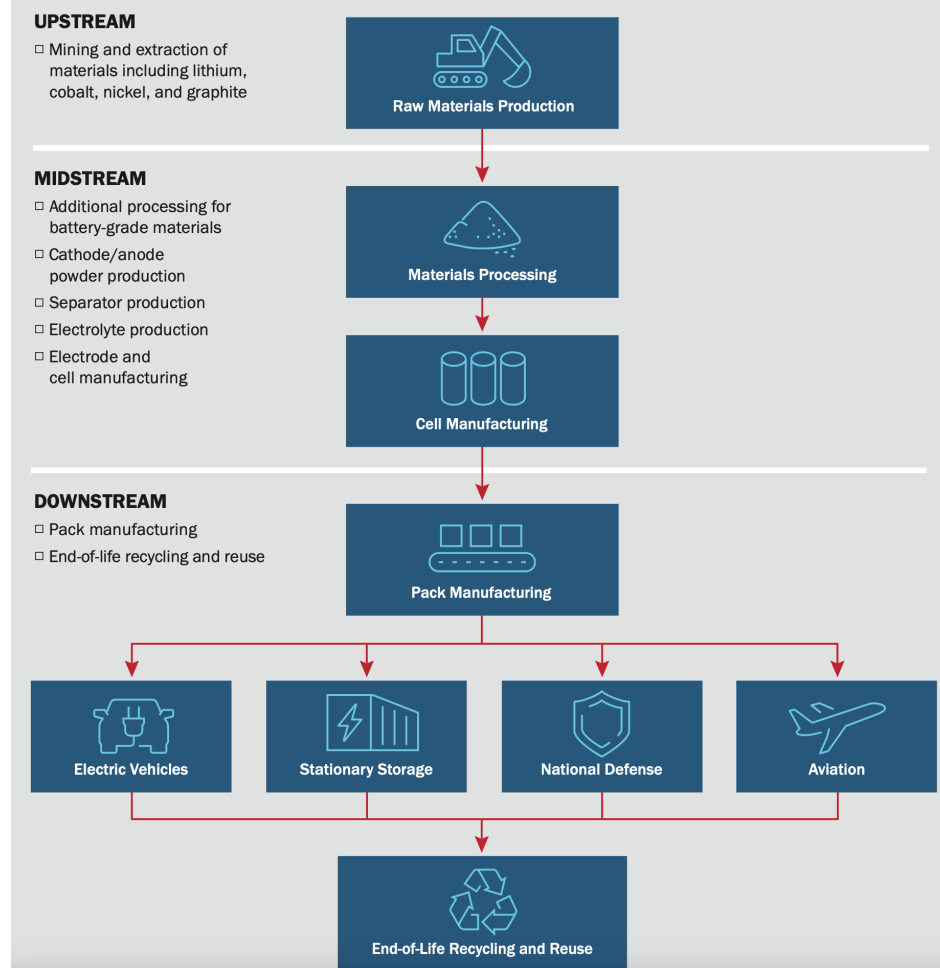 UPSTREAM
Mining and extraction of
materials including lithium,
cobalt, nickel, and graphite
Raw Materials Production
MIDSTREAM
Additional processing for
battery-grade materials
Cathode/anode
powder production
Separator production
Electrolyte production
Electrode and
cell manufacturing
Materials Processing
Cell Manufacturing
DOWNSTREAM
Pack manufacturing
End-of-life recycling and reuse
Pack Manufacturing
Electric Vehicles
Stationary Storage
National Defense
Aviation
End-of-Life Recycling and Reuse